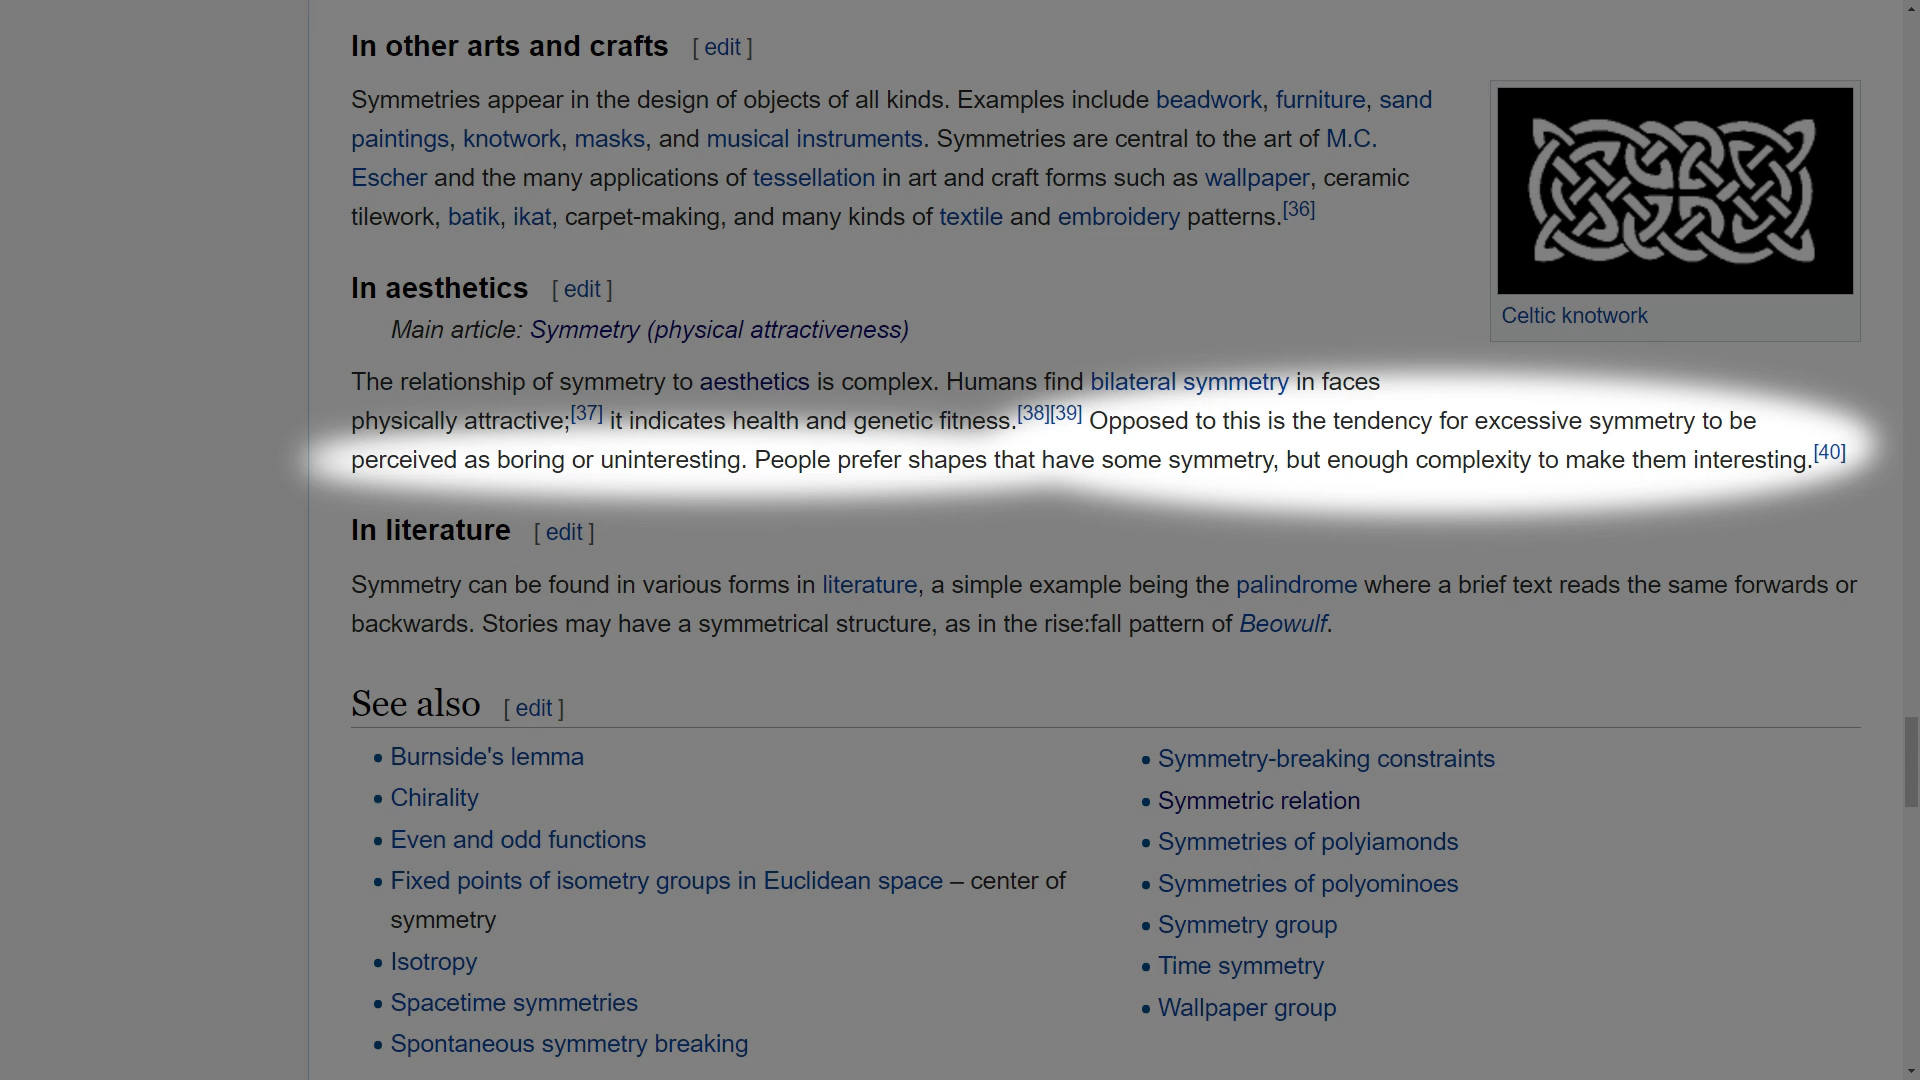 In other arts and crafts [ edit ]
Symmetries appear in the design of objects of all kinds. Examples include beadwork, furniture, sand
paintings, knotwork, masks, and musical instruments. Symmetries are central to the art of M.C.
Escher and the many applications of tessellation in art and craft forms such as wallpaper, ceramic
tilework, batik, ikat, carpet-making, and many kinds of textile and embroidery patterns.[36]
Celtic knotwork
In aesthetics [ edit ]
Main article: Symmetry (physical attractiveness)
The relationship of symmetry to aesthetics is complex. Humans find bilateral symmetry in faces
physically attractive;[37] it indicates health and genetic fitness.[38][39] Opposed to this is the tendency for excessive symmetry to be
perceived as boring or uninteresting. People prefer shapes that have some symmetry, but enough complexity to make them interesting.[40]
In literature [ edit ]
Symmetry can be found in various forms in literature, a simple example being the palindrome where a brief text reads the same forwards or
backwards. Stories may have a symmetrical structure, as in the rise:fall pattern of Beowulf.
See also [ edit ]
• Burnside's lemma
• Chirality
• Even and odd functions
• Fixed points of isometry groups in Euclidean space – center of
symmetry
• Isotropy
• Spacetime symmetries
• Spontaneous symmetry breaking
• Symmetry-breaking constraints
• Symmetric relation
• Symmetries of polyiamonds
• Symmetries of polyominoes
• Symmetry group
• Time symmetry
• Wallpaper group